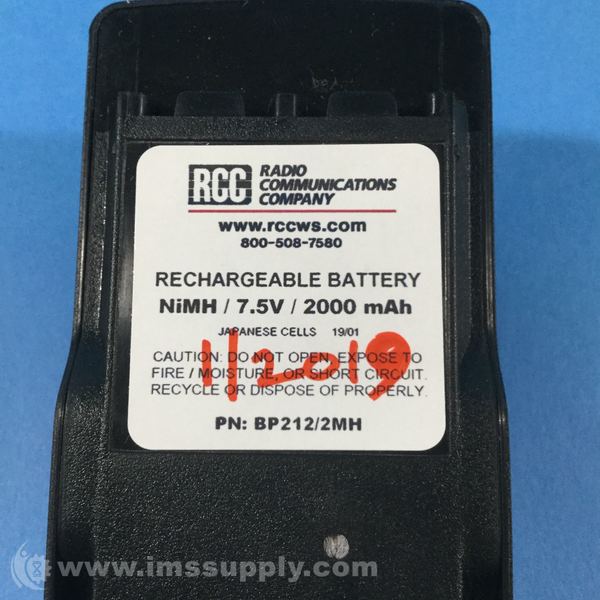 RCC RADIO
COMMUNICATIONS
COMPANY
www.rccws.com
800-508-7580
RECHARGEABLE BATTERY
NiMH / 7.5V / 2000 mAh
JAPANESE CELLS 19/01
CAUTION: DO NOT OPEN, EXPOSE TO
FIRE / MOISTURE, OR SHORT CIRCUIT.
RECYCLE OR DISPOSE OF PROPERLY.
1/2019
PN: BP212/2MH
www.imssupply.com